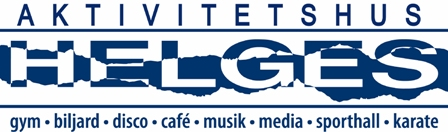 AKTIVITETSHUS
HELGES
gym • biljard • disco • café • musik • media • sporthall • karate